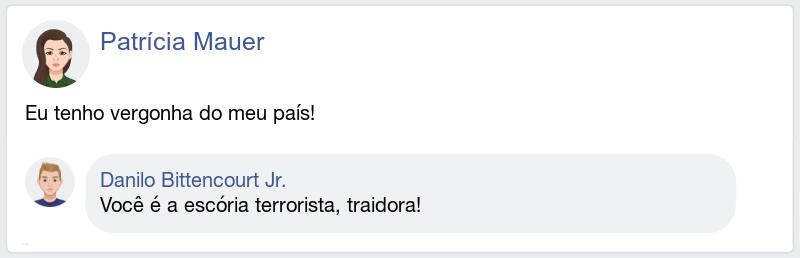 Patrícia Mauer
Eu tenho vergonha do meu país!
Danilo Bittencourt Jr.
Você é a escória terrorista, traidora!